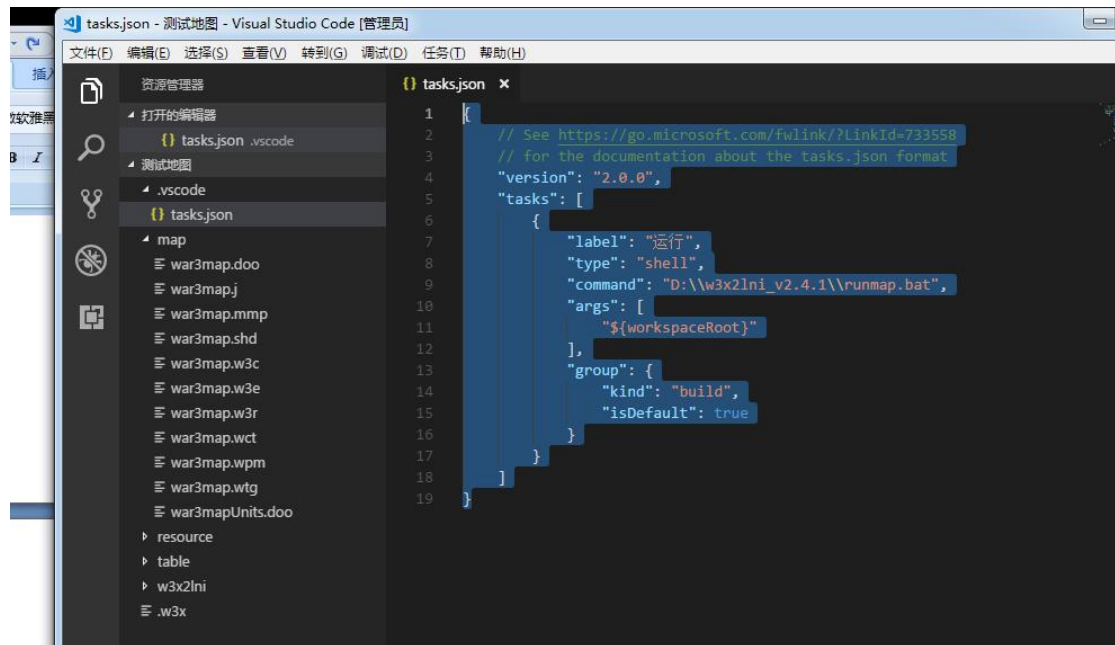 tasks.json - 测试地图 - Visual Studio Code [管理员]
文件(F) 编辑(E) 选择(S) 查看(V) 转到(G) 调试(D) 任务(T) 帮助(H)
插入
微软雅黑
B I
资源管理器
打开的编辑器
{} tasks.json .vscode
测试地图
.vscode
{} tasks.json
map
war3map.doo
war3map.j
war3map.mmp
war3map.shd
war3map.w3c
war3map.w3e
war3map.w3r
war3map.wct
war3map.wpm
war3map.wtg
war3mapUnits.doo
resource
table
w3x2lni
.w3x
{} tasks.json ×
1 {
2 // See https://go.microsoft.com/fwlink/?LinkId=733558
3 // for the documentation about the tasks.json format
4 "version": "2.0.0",
5 "tasks": [
6 {
7 "label": "运行",
8 "type": "shell",
9 "command": "D:\\w3x2lni_v2.4.1\\runmap.bat",
10 "args": [
11 "${workspaceRoot}"
12 ],
13 "group": {
14 "kind": "build",
15 "isDefault": true
16 }
17 }
18 ]
19 }